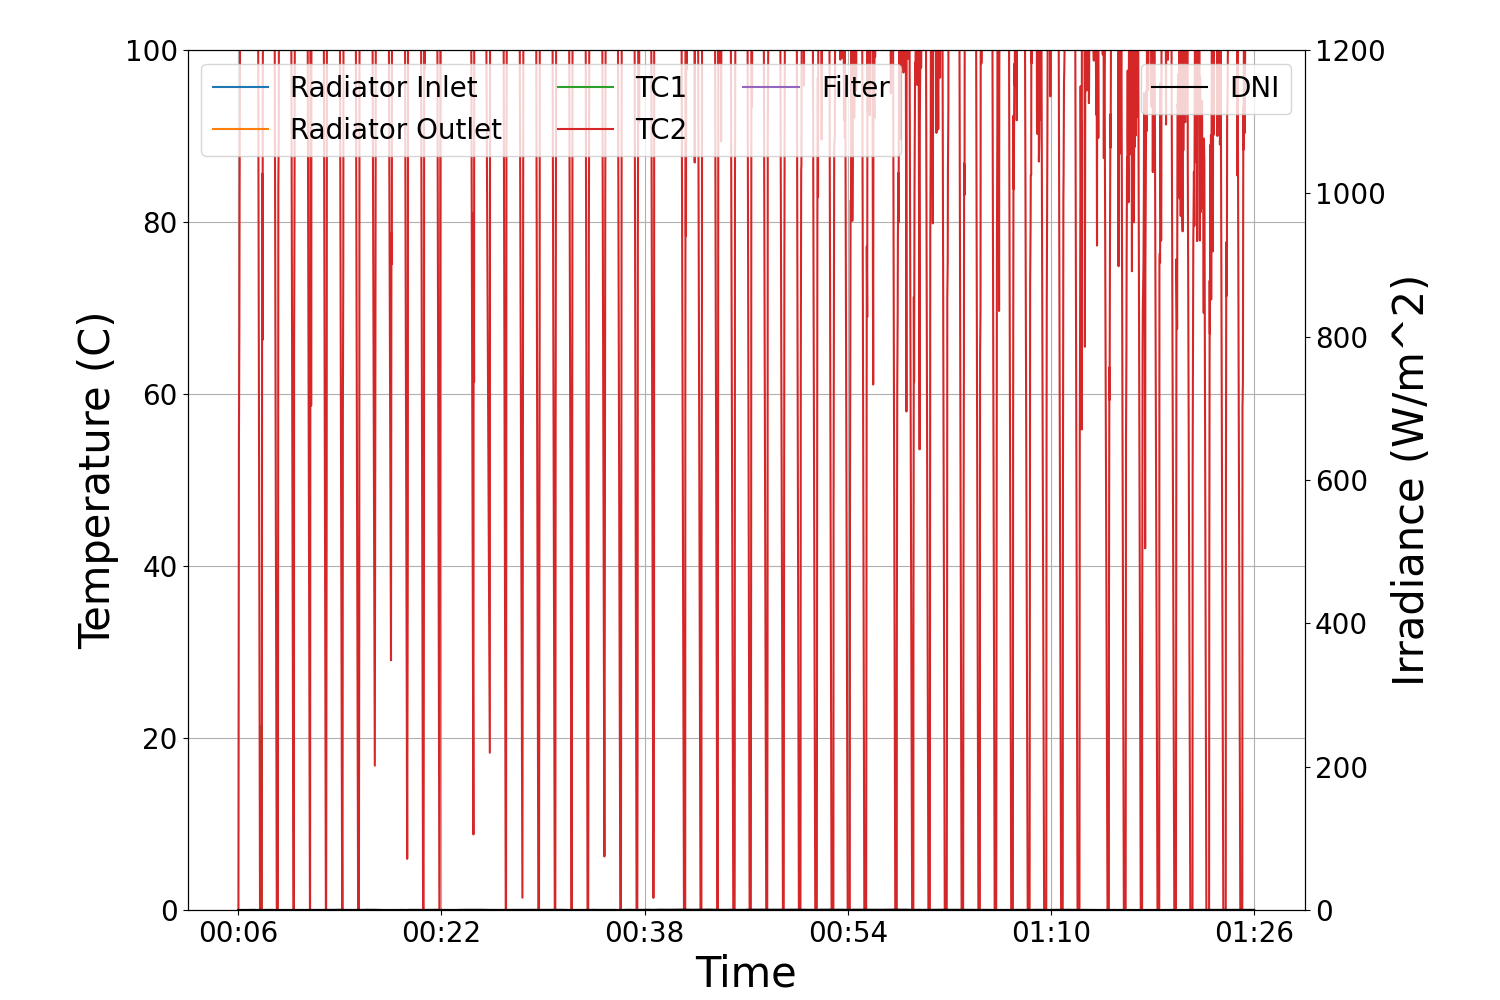 100
80
60
40
20
0
Temperature (C)
Radiator Inlet
Radiator Outlet
TC1
TC2
Filter
DNI
1200
1000
800
600
400
200
0
Irradiance (W/m^2)
00:06 00:22 00:38 00:54 01:10 01:26
Time